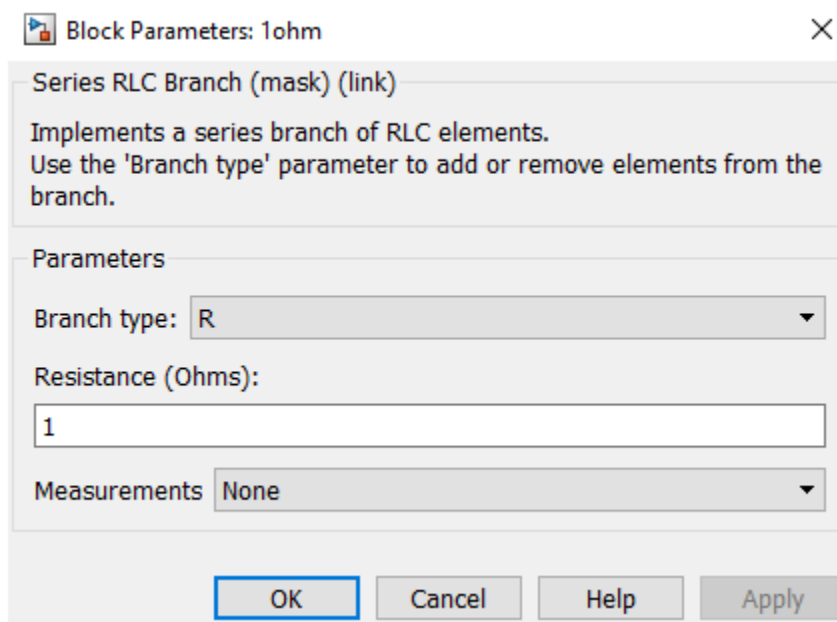 Block Parameters: 1ohm
Series RLC Branch (mask) (link)
Implements a series branch of RLC elements.
Use the 'Branch type' parameter to add or remove elements from the
branch.
Parameters
Branch type: R
Resistance (Ohms):
1
Measurements None
OK Cancel Help Apply